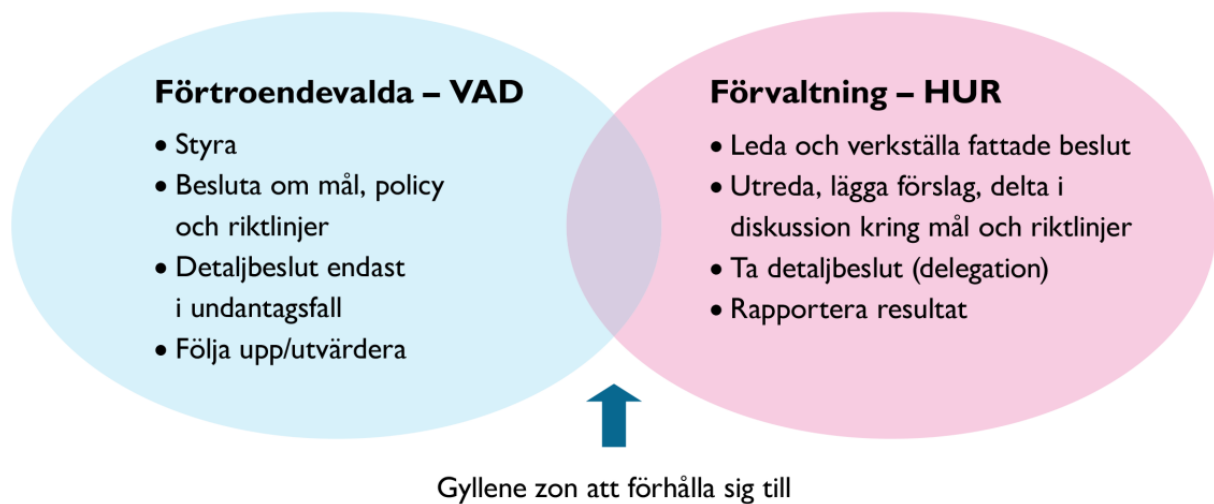 Förtroendevalda – VAD
• Styra
• Besluta om mål, policy
och riktlinjer
• Detaljbeslut endast
i undantagsfall
• Följa upp/utvärdera
Förvaltning – HUR
• Leda och verkställa fattade beslut
• Utreda, lägga förslag, delta i
diskussion kring mål och riktlinjer
• Ta detaljbeslut (delegation)
• Rapportera resultat
Gyllene zon att förhålla sig till